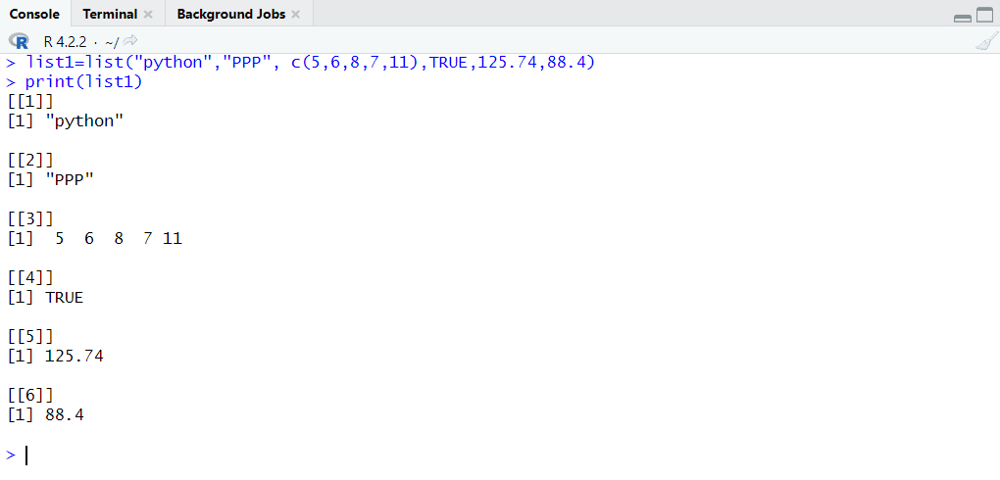 Console Terminal Background Jobs
R R 4.2.2 · ~/
> list1=list("python","PPP", c(5,6,8,7,11),TRUE,125.74,88.4)
> print(list1)
[[1]]
[1] "python"
[[2]]
[1] "PPP"
[[3]]
[1]  5  6  8  7 11
[[4]]
[1] TRUE
[[5]]
[1] 125.74
[[6]]
[1] 88.4
>